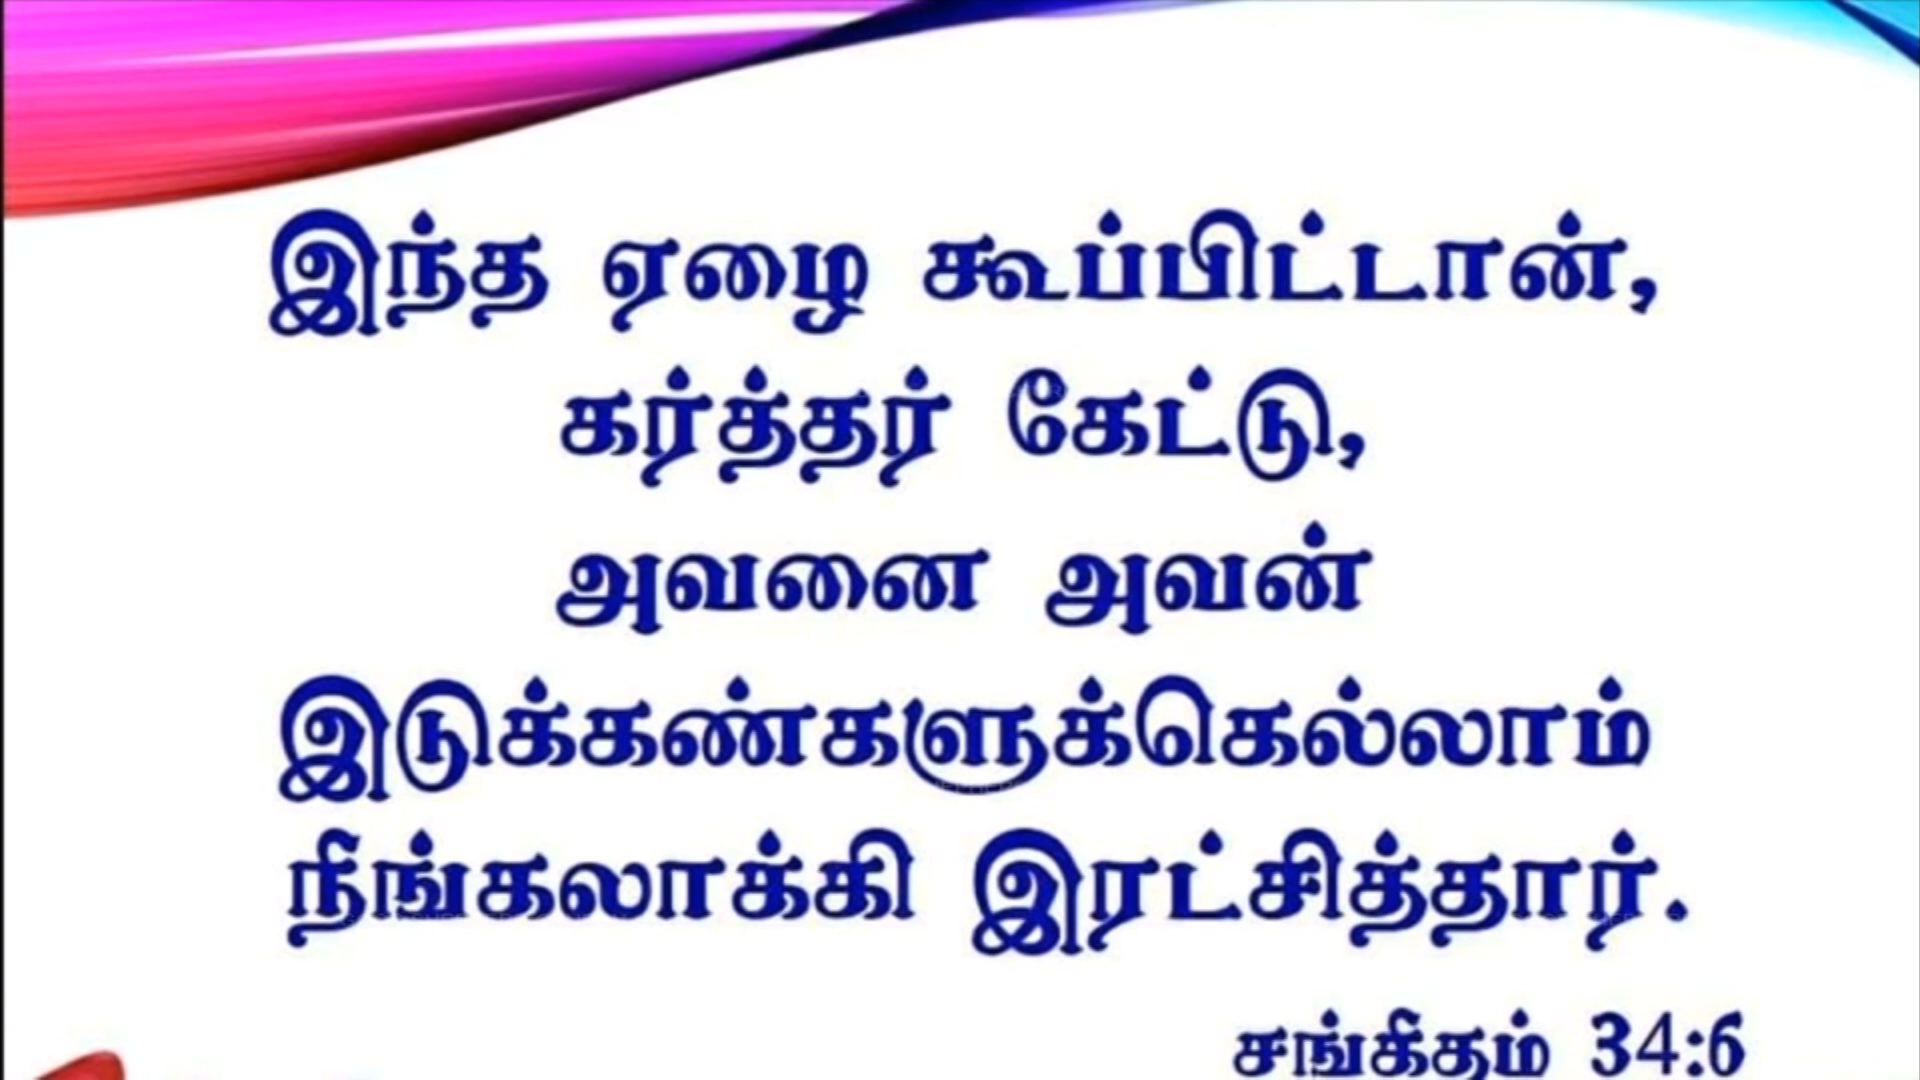 இந்த ஏழை கூப்பிட்டான்,
கர்த்தர் கேட்டு,
அவனை அவன்
இடுக்கண்களுக்கெல்லாம்
நிங்கலாக்கி இரட்சித்தார்.
சங்கீதம் 34:6